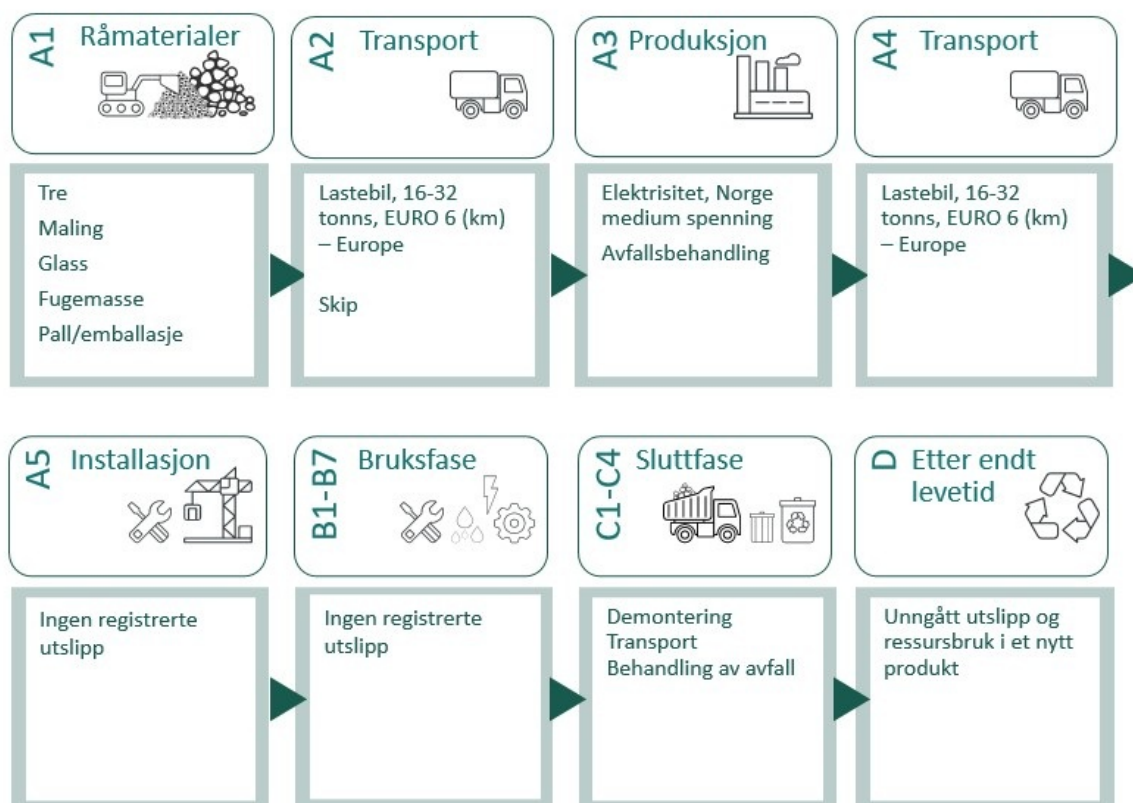 A1 Råmaterialer
Tre
Maling
Glass
Fugemasse
Pall/emballasje
A2 Transport
Lastebil, 16-32
tonns, EURO 6 (km)
– Europe
Skip
A3 Produksjon
Elektrisitet, Norge
medium spenning
Avfallsbehandling
A4 Transport
Lastebil, 16-32
tonns, EURO 6 (km)
– Europe
A5 Installasjon
Ingen registrerte
utslipp
B1-B7 Bruksfase
Ingen registrerte
utslipp
C1-C4 Sluttfase
Demontering
Transport
Behandling av avfall
D Etter endt
levetid
Unngått utslipp og
ressursbruk i et nytt
produkt